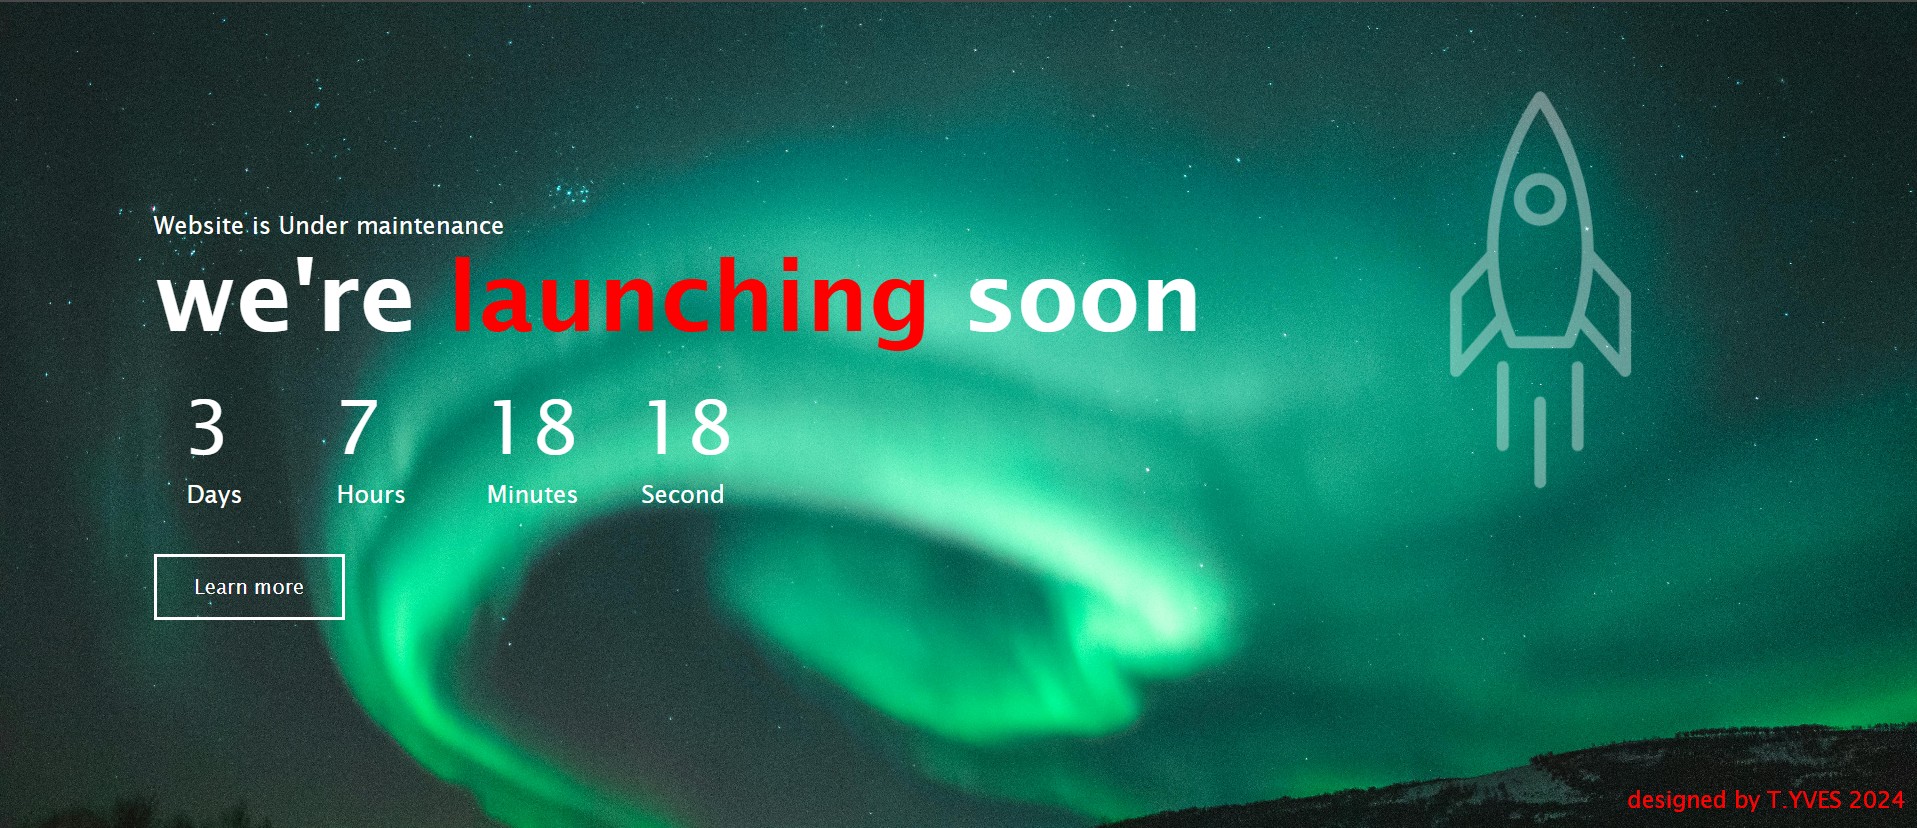 Website is Under maintenance
we're launching soon
3 7 18 18
Days Hours Minutes Second
Learn more
designed by T.YVES 2024